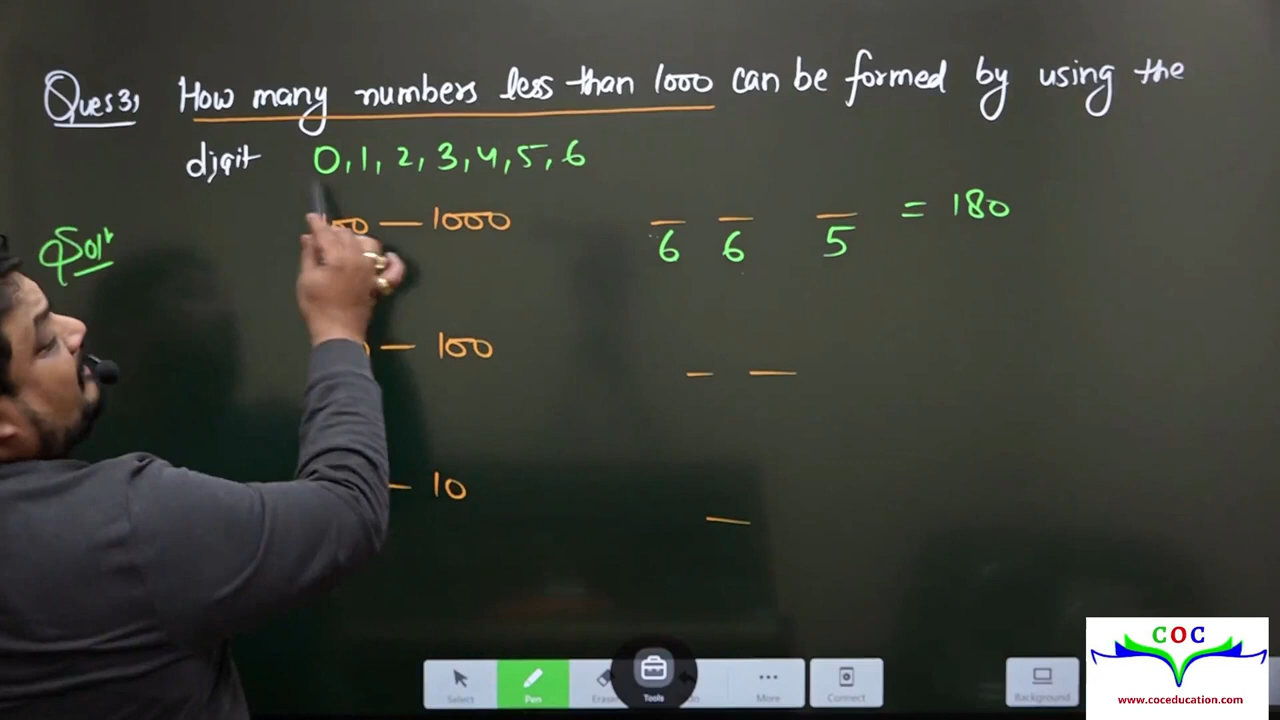 Ques 3, How many numbers less than 1000 can be formed by using the
digit 0, 1, 2, 3, 4, 5, 6
Sol^n
— 1000
6 6 5 = 180
— 100
— 10
Select
Pen
Tools
More
Connect
Background
COC
www.coceducation.com